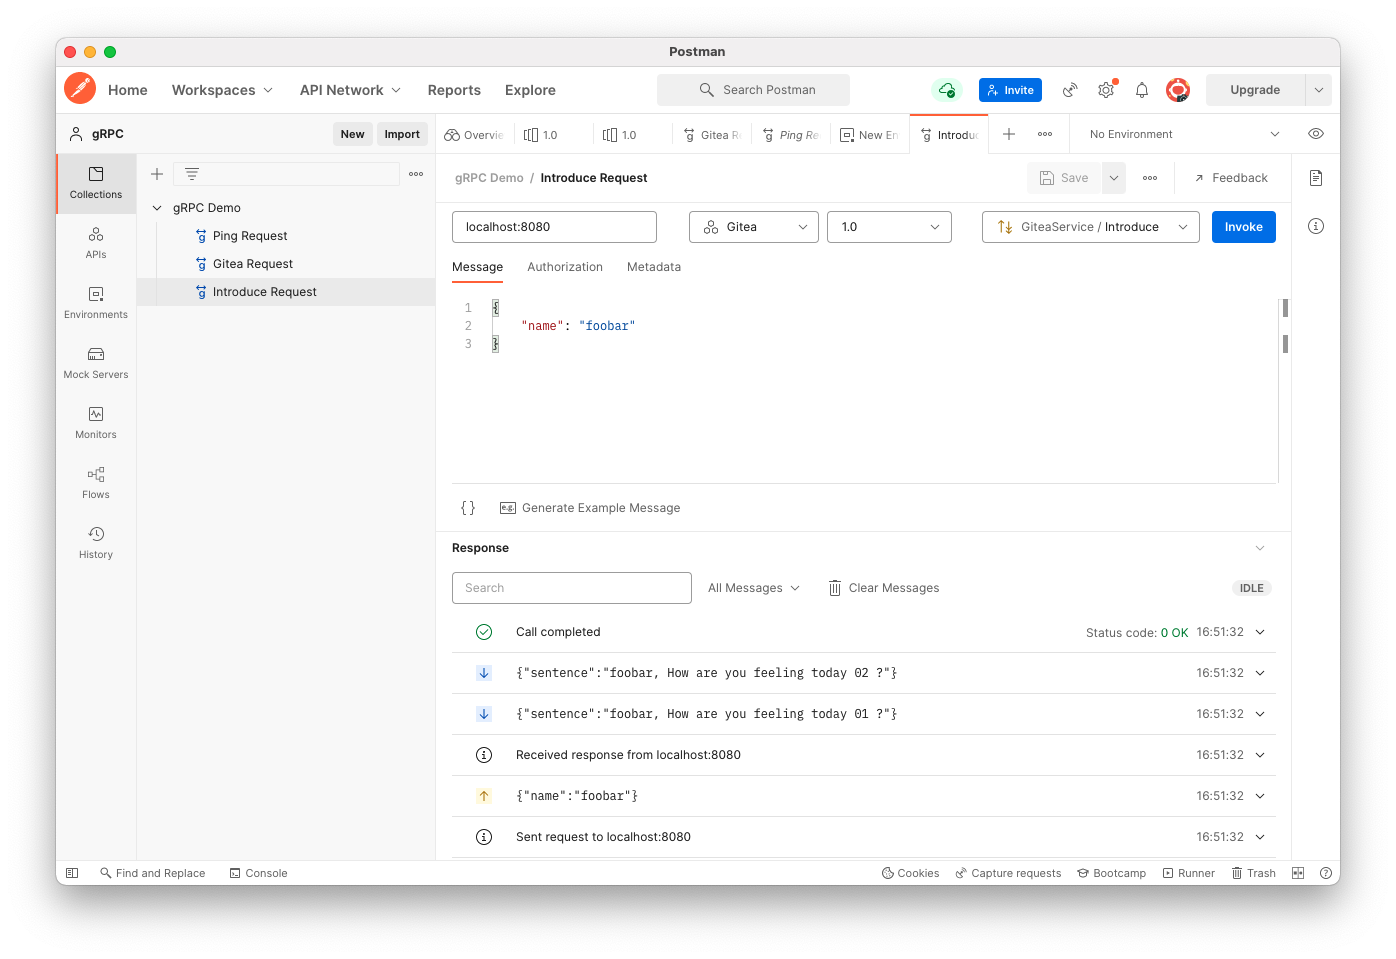 Postman
Home Workspaces API Network Reports Explore Search Postman Invite Upgrade
gRPC New Import Overvie 1.0 1.0 Gitea R Ping Re New En Introdu No Environment
Collections
APIs
Environments
Mock Servers
Monitors
Flows
History
gRPC Demo
Ping Request
Gitea Request
Introduce Request
gRPC Demo / Introduce Request Save Feedback
localhost:8080 Gitea 1.0 GiteaService / Introduce Invoke
Message Authorization Metadata
1 {
2 "name": "foobar"
3 }
{} e.g. Generate Example Message
Response
Search All Messages Clear Messages IDLE
Call completed Status code: 0 OK 16:51:32
{"sentence":"foobar, How are you feeling today 02 ?"} 16:51:32
{"sentence":"foobar, How are you feeling today 01 ?"} 16:51:32
Received response from localhost:8080 16:51:32
{"name":"foobar"} 16:51:32
Sent request to localhost:8080 16:51:32
Find and Replace Console Cookies Capture requests Bootcamp Runner Trash